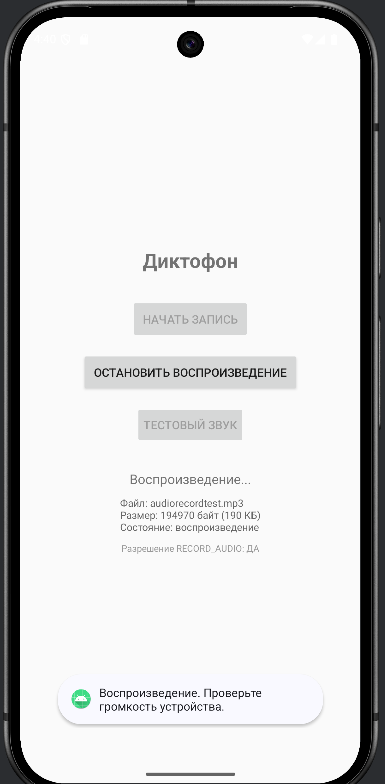 Диктофон
НАЧАТЬ ЗАПИСЬ
ОСТАНОВИТЬ ВОСПРОИЗВЕДЕНИЕ
ТЕСТОВЫЙ ЗВУК
Воспроизведение...
Файл: audiorecordtest.mp3
Размер: 194970 байт (190 КБ)
Состояние: воспроизведение
Разрешение RECORD_AUDIO: ДА
Воспроизведение. Проверьте
громкость устройства.